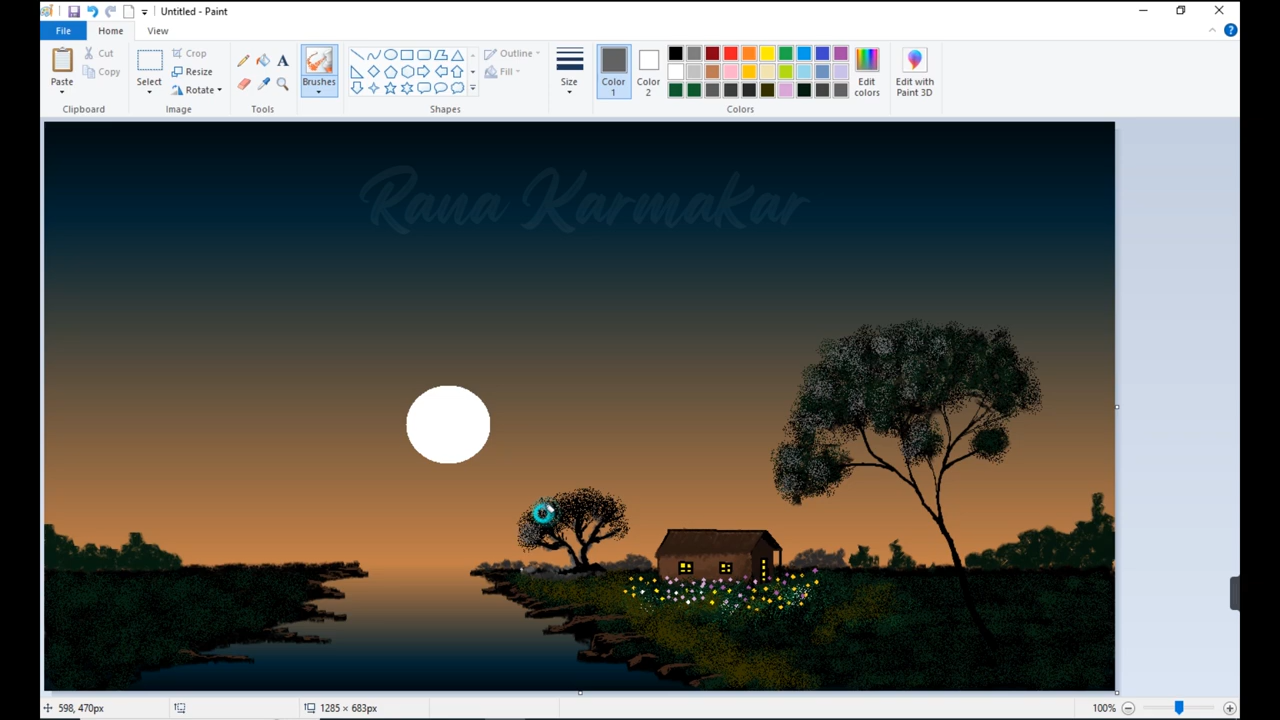 Untitled - Paint
File
Home
View
Paste
Cut
Copy
Clipboard
Select
Crop
Resize
Rotate
Image
A
Tools
Brushes
Shapes
Outline
Fill
Size
Color 1
Color 2
Edit colors
Colors
Edit with Paint 3D
Rana Karmakar
598, 470px
1285 × 683px
100%